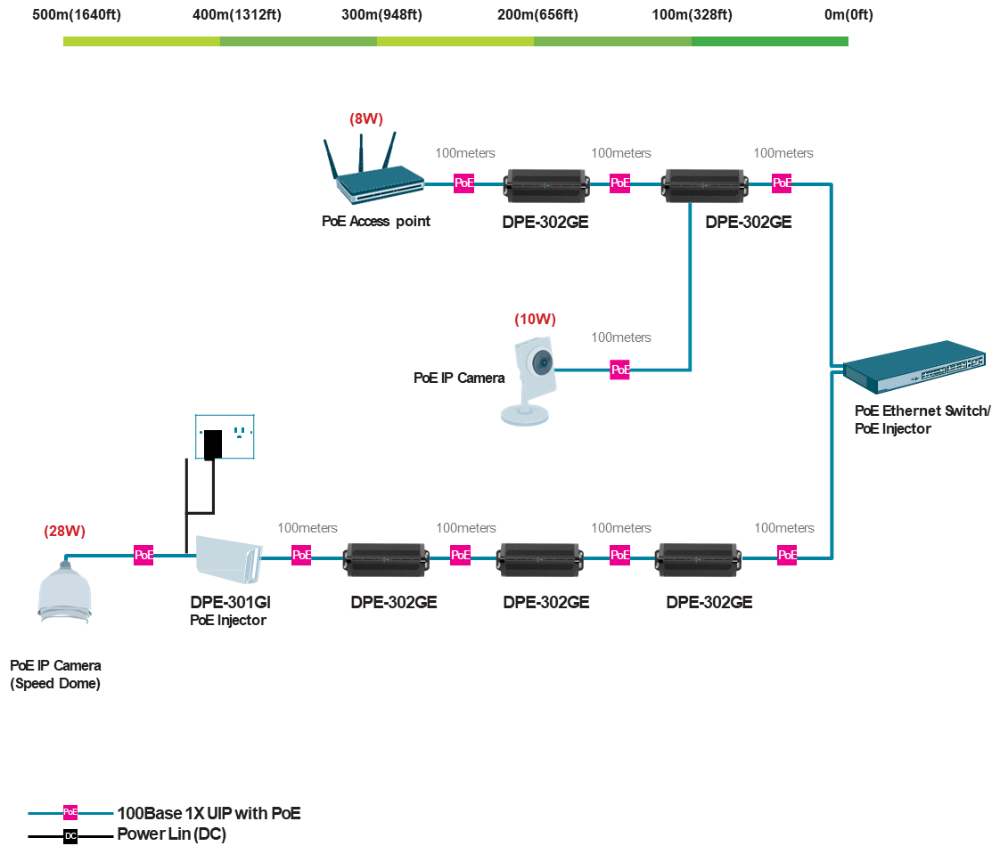 500m(1640ft) 400m(1312ft) 300m(948ft) 200m(656ft) 100m(328ft) 0m(0ft)
(8W)
100meters 100meters 100meters
PoE PoE PoE
PoE Access point DPE-302GE DPE-302GE
(10W)
100meters
PoE
PoE IP Camera
PoE Ethernet Switch/
PoE Injector
(28W) 100meters 100meters 100meters 100meters
PoE PoE PoE PoE PoE
DPE-301GI DPE-302GE DPE-302GE DPE-302GE
PoE Injector
PoE IP Camera
(Speed Dome)
PoE 100Base 1X UIP with PoE
DC Power Lin (DC)